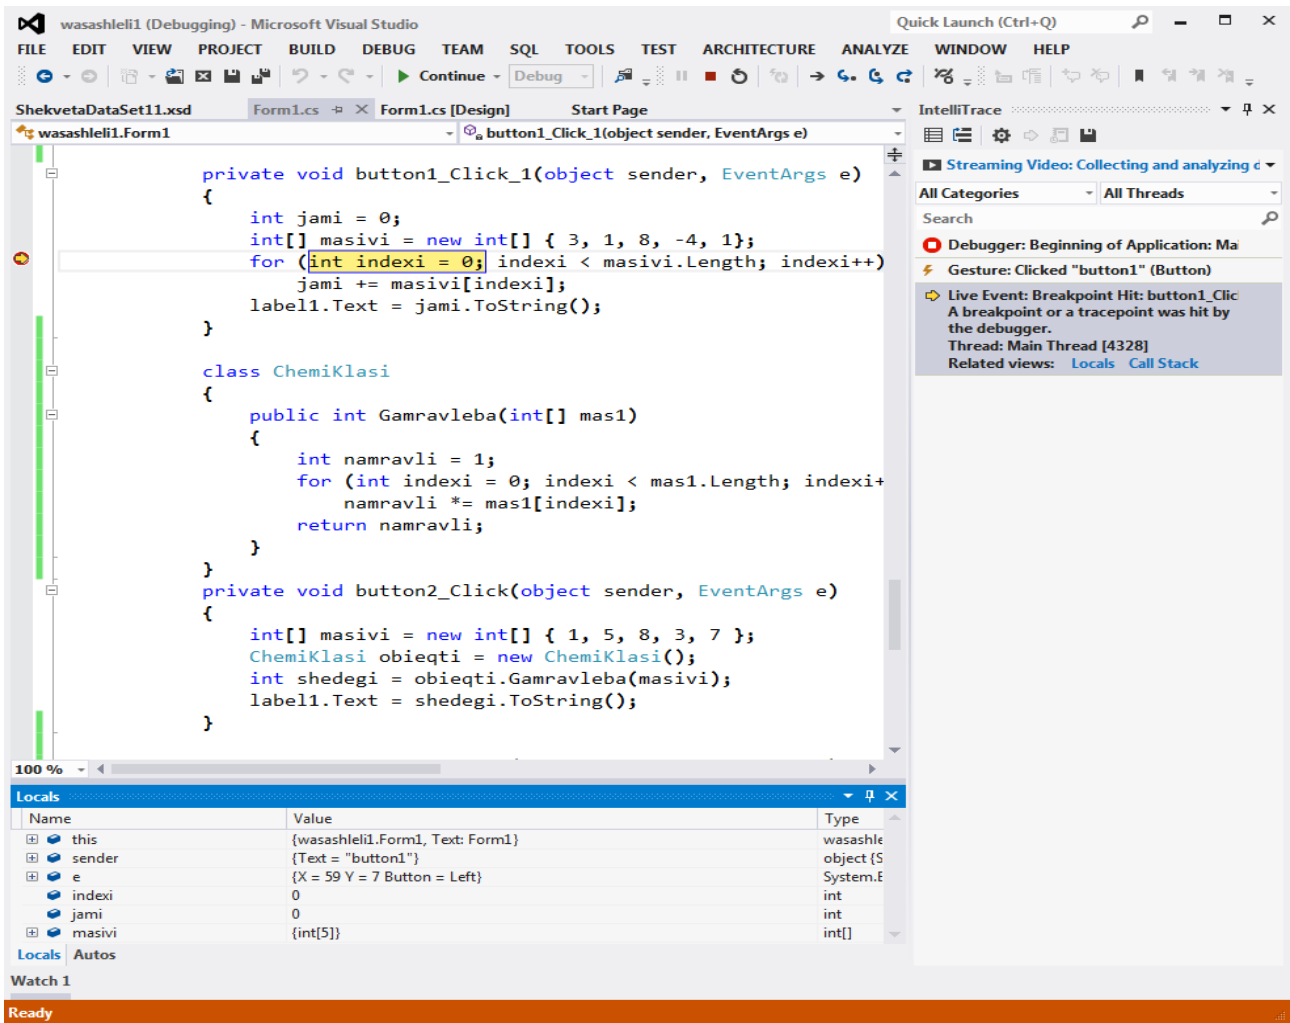 wasashleli1 (Debugging) - Microsoft Visual Studio
Quick Launch (Ctrl+Q)
FILE EDIT VIEW PROJECT BUILD DEBUG TEAM SQL TOOLS TEST ARCHITECTURE ANALYZE WINDOW HELP
Continue Debug
ShekvetaDataSet11.xsd Form1.cs Form1.cs [Design] Start Page
wasashleli1.Form1 button1_Click_1(object sender, EventArgs e)
private void button1_Click_1(object sender, EventArgs e)
{
int jami = 0;
int[] masivi = new int[] { 3, 1, 8, -4, 1};
for (int indexi = 0; indexi < masivi.Length; indexi++)
jami += masivi[indexi];
label1.Text = jami.ToString();
}
class ChemiKlasi
{
public int Gamravleba(int[] mas1)
{
int namravli = 1;
for (int indexi = 0; indexi < mas1.Length; indexi+
namravli *= mas1[indexi];
return namravli;
}
}
private void button2_Click(object sender, EventArgs e)
{
int[] masivi = new int[] { 1, 5, 8, 3, 7 };
ChemiKlasi obieqti = new ChemiKlasi();
int shedegi = obieqti.Gamravleba(masivi);
label1.Text = shedegi.ToString();
}
100 %
IntelliTrace
Streaming Video: Collecting and analyzing d
All Categories All Threads
Search
Debugger: Beginning of Application: Mai
Gesture: Clicked "button1" (Button)
Live Event: Breakpoint Hit: button1_Clic
A breakpoint or a tracepoint was hit by
the debugger.
Thread: Main Thread [4328]
Related views: Locals Call Stack
Locals
Name Value Type
this {wasashleli1.Form1, Text: Form1} wasashle
sender {Text = "button1"} object {S
e {X = 59 Y = 7 Button = Left} System.E
indexi 0 int
jami 0 int
masivi {int[5]} int[]
Locals Autos
Watch 1
Ready